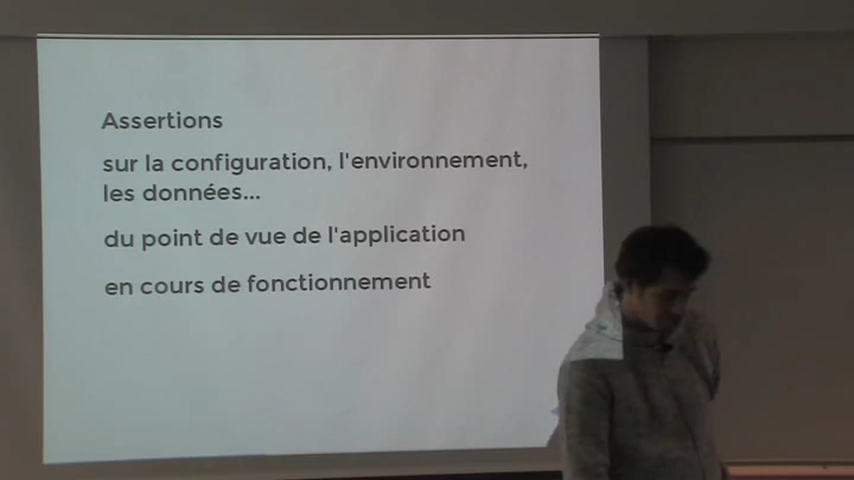 Assertions
sur la configuration, l'environnement,
les données...
du point de vue de l'application
en cours de fonctionnement